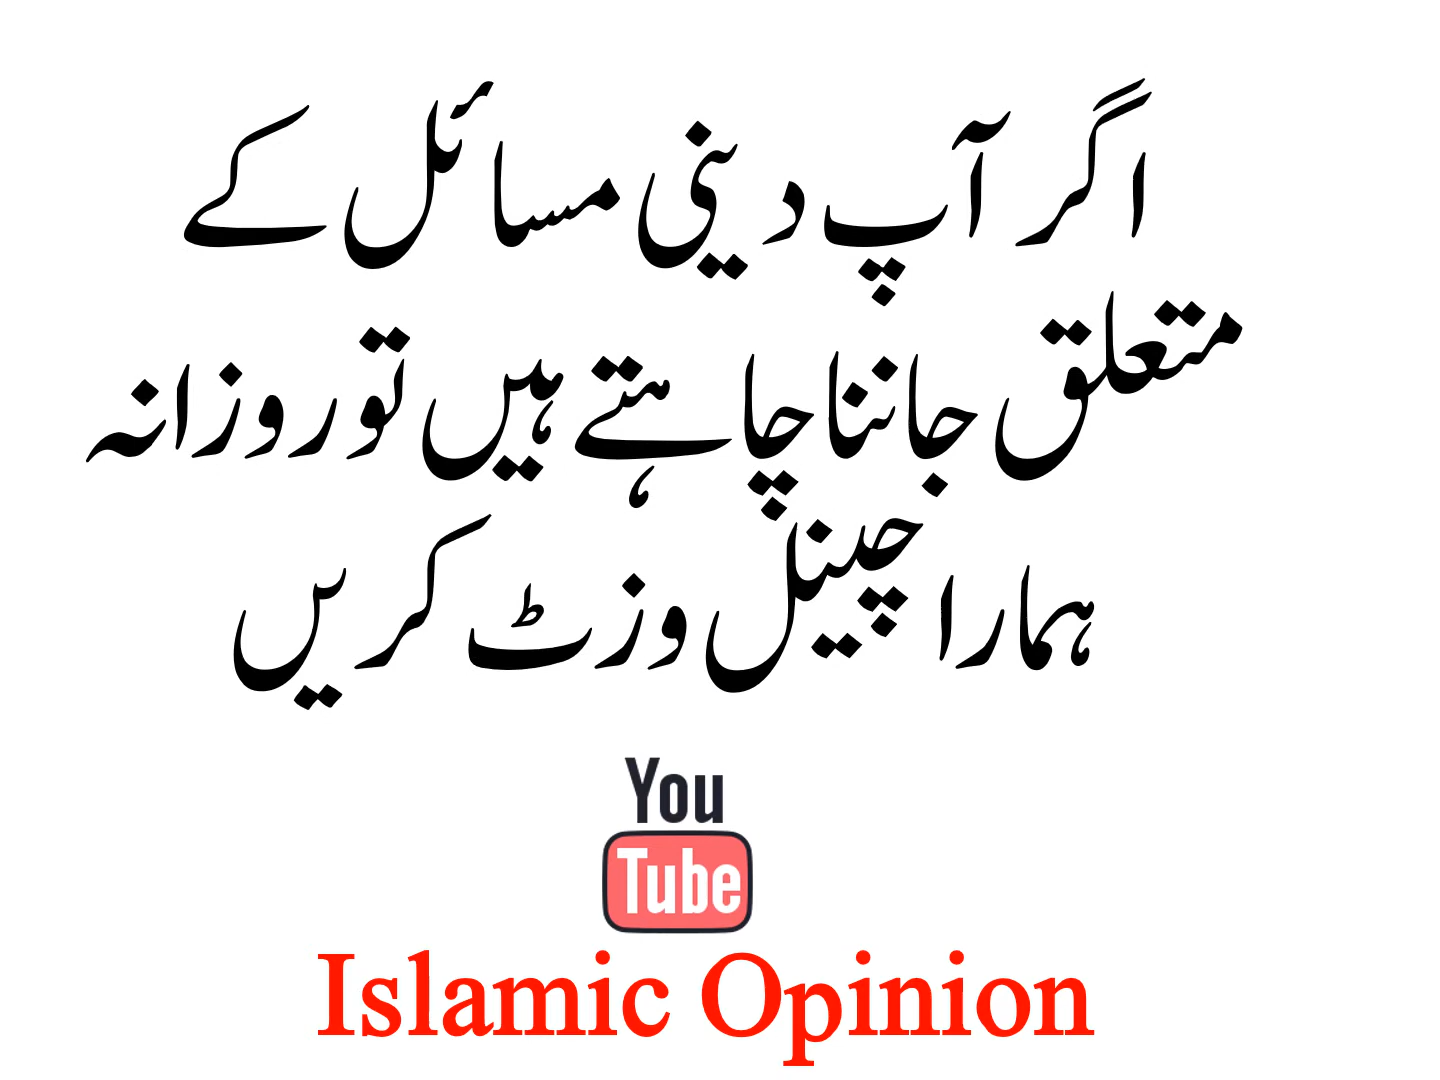 اگر آپ دینی مسائل کے
متعلق جاننا چاہتے ہیں تو روزانہ
ہمارا چینل وزٹ کریں
You
Tube
Islamic Opinion